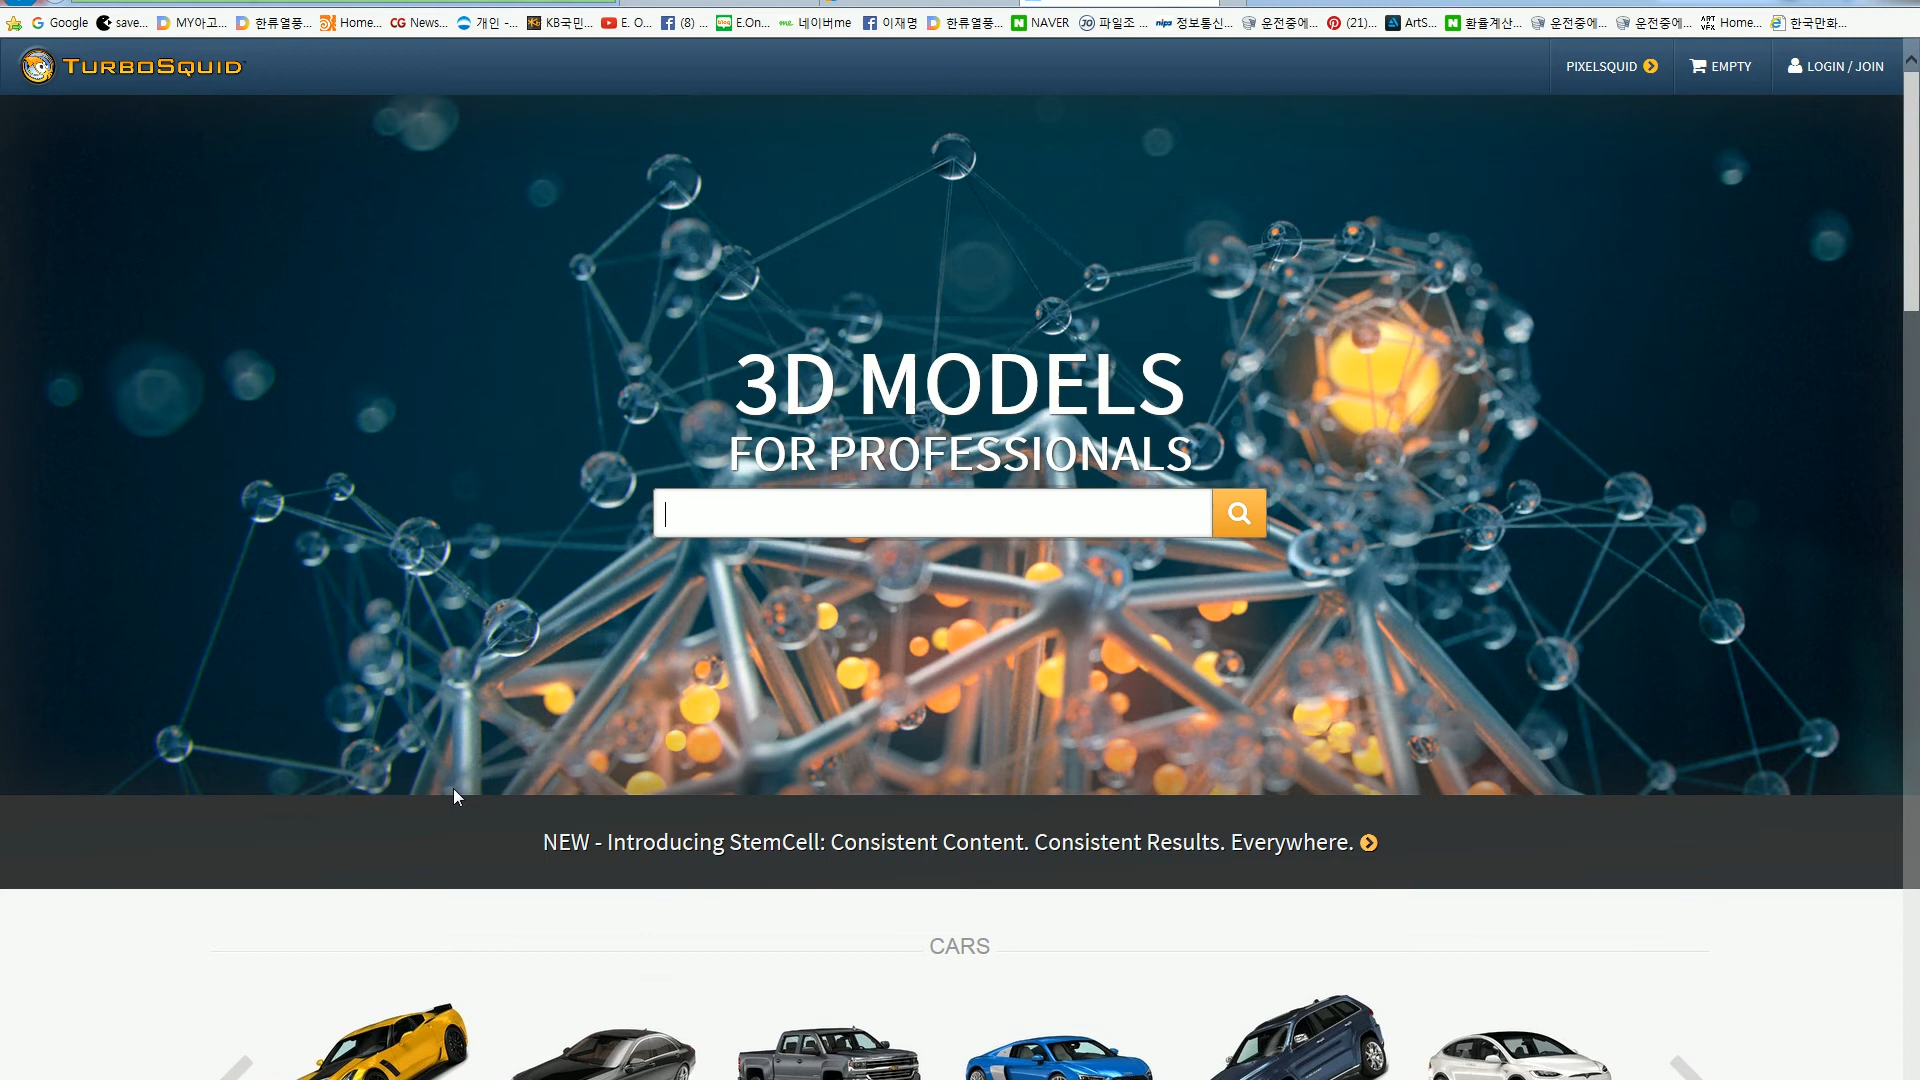 Google save... MY아고... 한류열풍... Home... CG News... 개인 -... KB국민... E. O... (8) ... E.On... 네이버me 이재명 한류열풍... NAVER 파일조 ... nipa 정보통신... 운전중에... (21)... ArtS... 환율계산... 운전중에... 운전중에... ART VFX Home... 한국만화...
TURBOSQUID
PIXELSQUID EMPTY LOGIN / JOIN
3D MODELS
FOR PROFESSIONALS
NEW - Introducing StemCell: Consistent Content. Consistent Results. Everywhere.
CARS